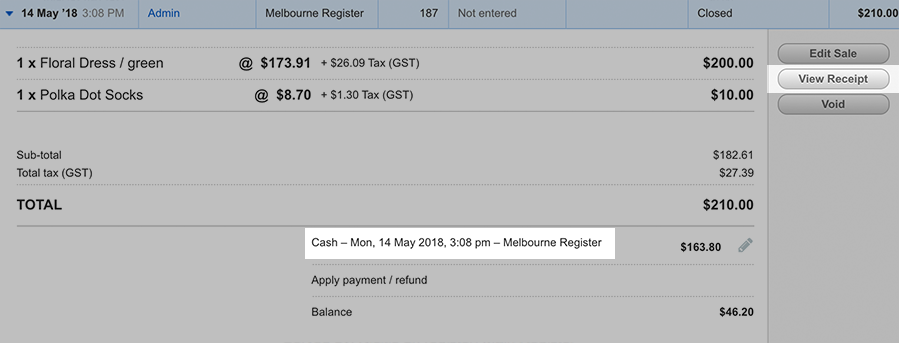 14 May '18 3:08 PM Admin Melbourne Register 187 Not entered Closed $210.00
1 x Floral Dress / green @ $173.91 + $26.09 Tax (GST) $200.00 Edit Sale
View Receipt
1 x Polka Dot Socks @ $8.70 + $1.30 Tax (GST) $10.00 Void
Sub-total $182.61
Total tax (GST) $27.39
TOTAL $210.00
Cash – Mon, 14 May 2018, 3:08 pm – Melbourne Register $163.80
Apply payment / refund
Balance $46.20